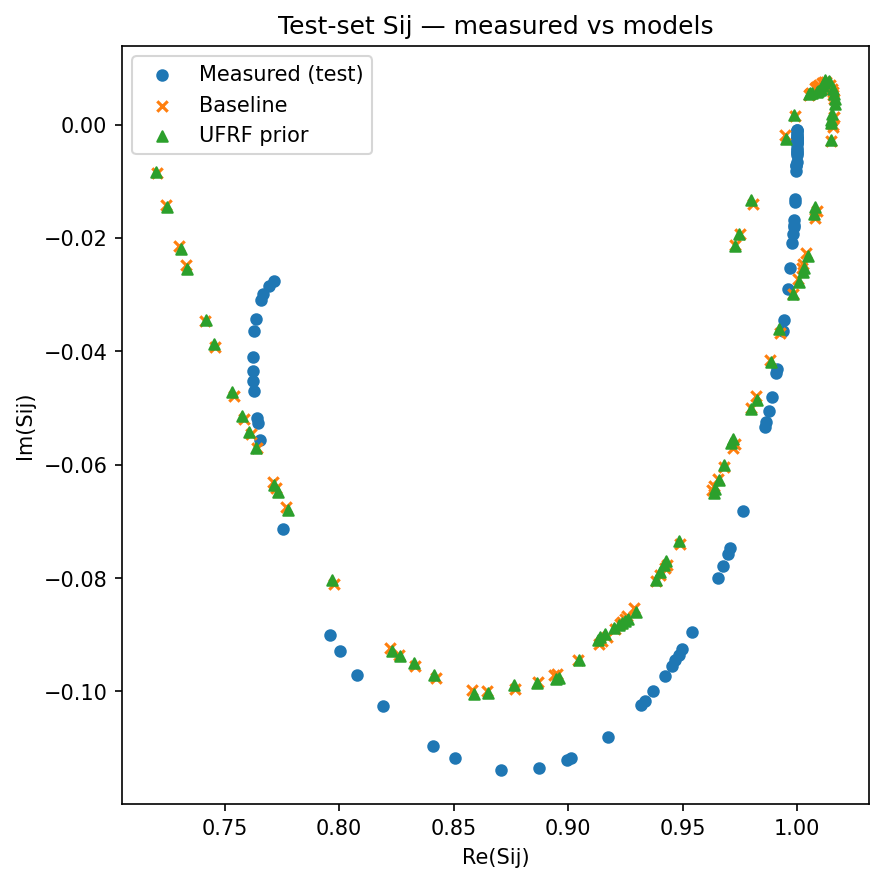 Test-set Sij — measured vs models
Measured (test)
Baseline
UFRF prior
0.00
−0.02
−0.04
−0.06
−0.08
−0.10
Im(Sij)
0.75
0.80
0.85
0.90
0.95
1.00
Re(Sij)